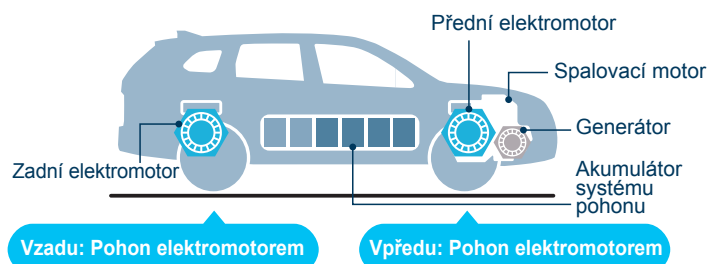 Přední elektromotor
Spalovací motor
Generátor
Zadní elektromotor
Akumulátor
systému
pohonu
Vzadu: Pohon elektromotorem
Vpředu: Pohon elektromotorem